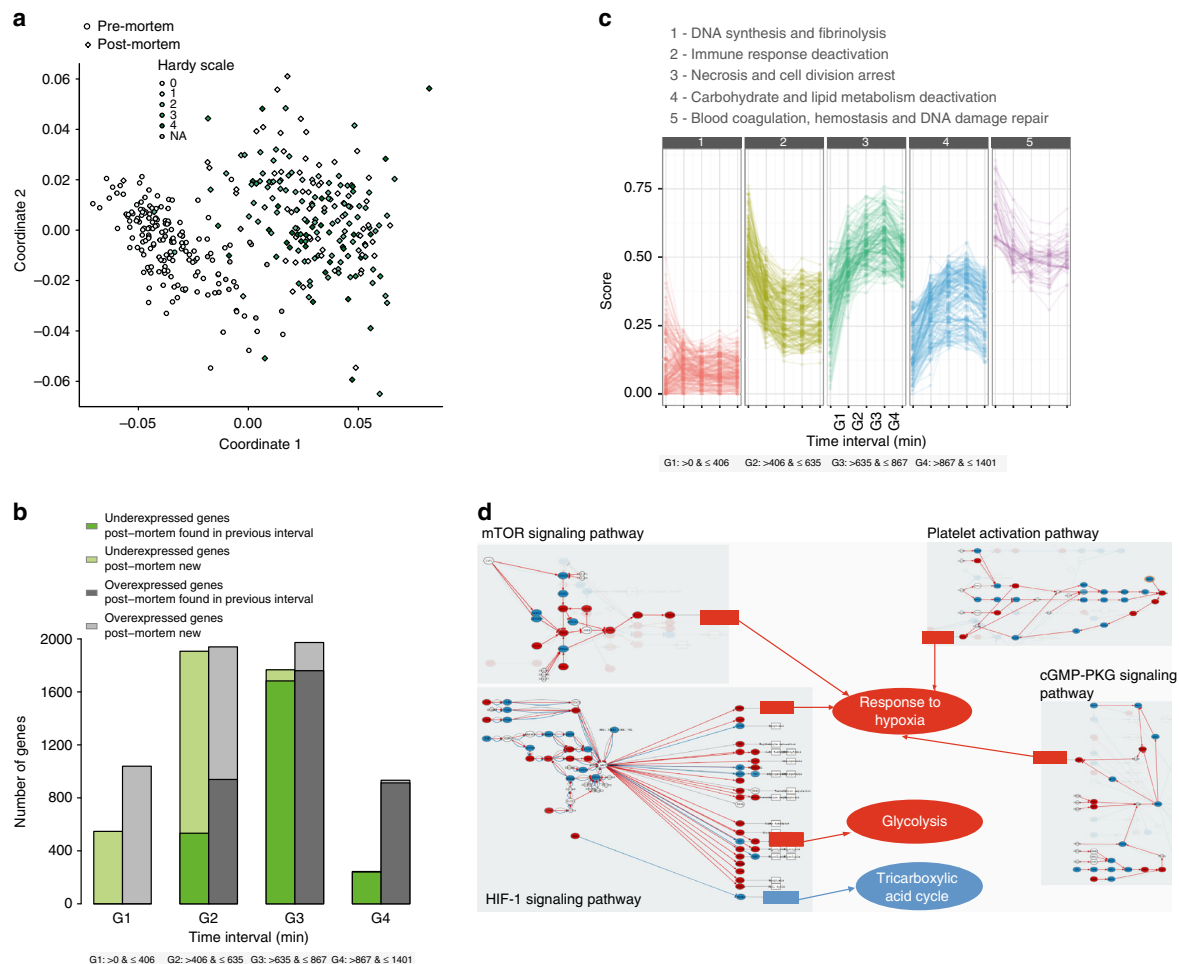 a
Pre-mortem
Post-mortem
Hardy scale
0
1
2
3
4
NA
0.06
0.04
0.02
0.00
−0.02
−0.04
−0.06
Coordinate 2
−0.05
0.00
0.05
Coordinate 1
b
Underexpressed genes
post−mortem found in previous interval
Underexpressed genes
post−mortem new
Overexpressed genes
post−mortem found in previous interval
Overexpressed genes
post−mortem new
2000
1600
1200
800
400
0
Number of genes
G1
G2
G3
G4
Time interval (min)
G1: >0 & ≤ 406
G2: >406 & ≤ 635
G3: >635 & ≤ 867
G4: >867 & ≤ 1401
c
1 - DNA synthesis and fibrinolysis
2 - Immune response deactivation
3 - Necrosis and cell division arrest
4 - Carbohydrate and lipid metabolism deactivation
5 - Blood coagulation, hemostasis and DNA damage repair
1
2
3
4
5
0.75
0.50
0.25
0.00
Score
G1
G2
G3
G4
Time interval (min)
G1: >0 & ≤ 406
G2: >406 & ≤ 635
G3: >635 & ≤ 867
G4: >867 & ≤ 1401
d
mTOR signaling pathway
Platelet activation pathway
cGMP-PKG signaling
pathway
Response to
hypoxia
Glycolysis
Tricarboxylic
acid cycle
HIF-1 signaling pathway